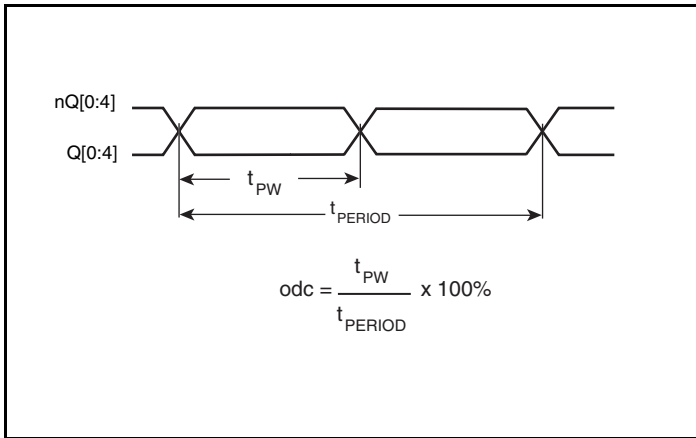 nQ[0:4]
Q[0:4]
tPW
tPERIOD
odc = tPW / tPERIOD x 100%